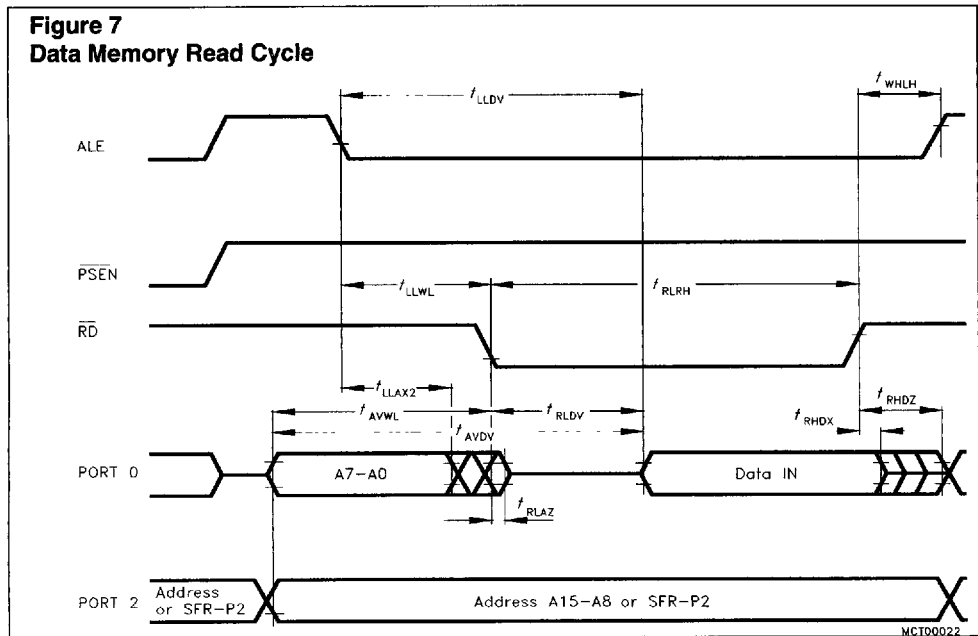 Figure 7
Data Memory Read Cycle
t LLDV
t WHLH
ALE
PSEN
t LLWL
t RLRH
RD
t LLAX2
t AVWL
t RLDV
t AVDV
t RHDX
t RHDZ
PORT 0
A7-A0
Data IN
t RLAZ
PORT 2
Address
or SFR-P2
Address A15-A8 or SFR-P2
MCT00022